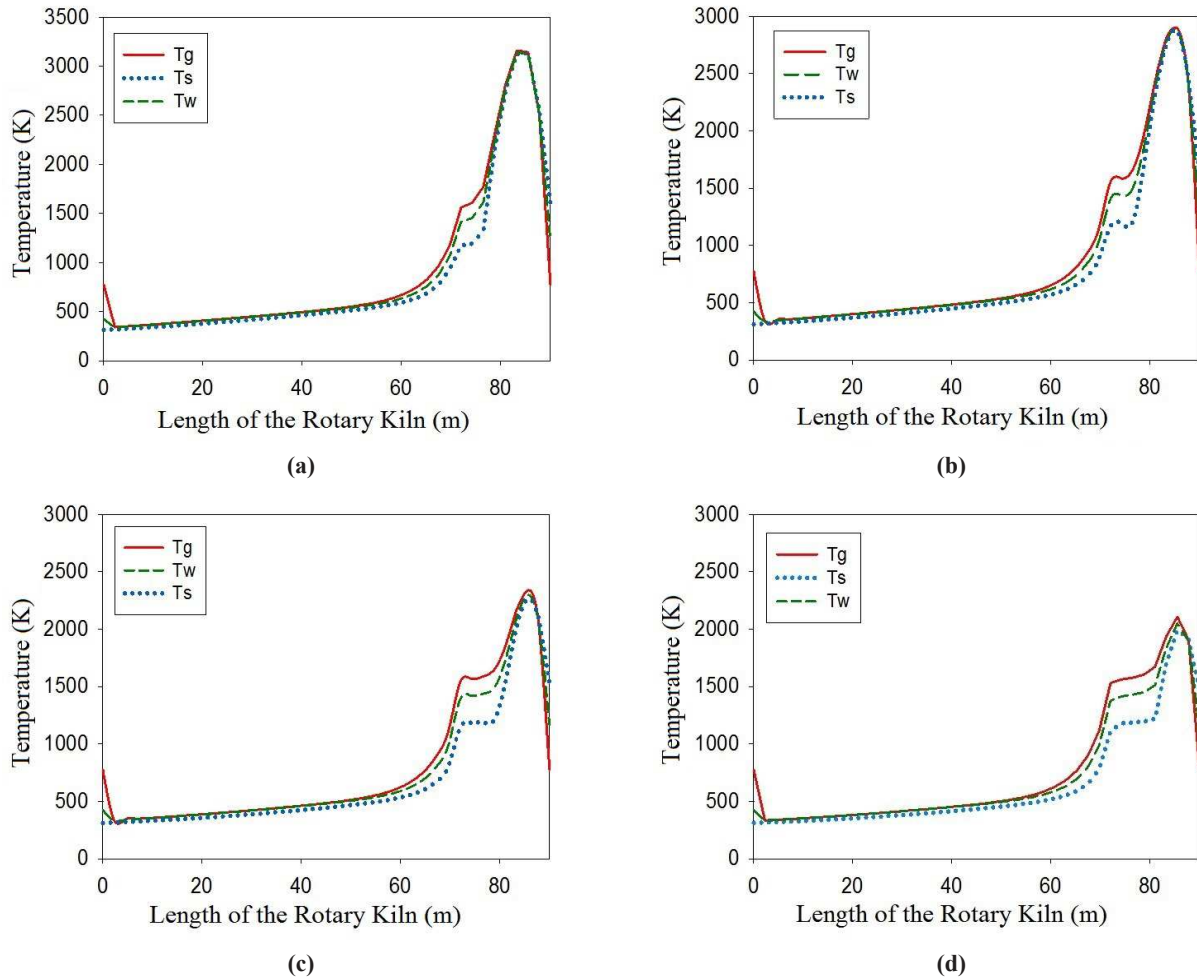 3500
3000
2500
2000
1500
1000
500
0
Temperature (K)
Tg
Ts
Tw
0 20 40 60 80
Length of the Rotary Kiln (m)
(a)
3000
2500
2000
1500
1000
500
0
Temperature (K)
Tg
Tw
Ts
0 20 40 60 80
Length of the Rotary Kiln (m)
(b)
3000
2500
2000
1500
1000
500
0
Temperature (K)
Tg
Tw
Ts
0 20 40 60 80
Length of the Rotary Kiln (m)
(c)
3000
2500
2000
1500
1000
500
0
Temperature (K)
Tg
Ts
Tw
0 20 40 60 80
Length of the Rotary Kiln (m)
(d)